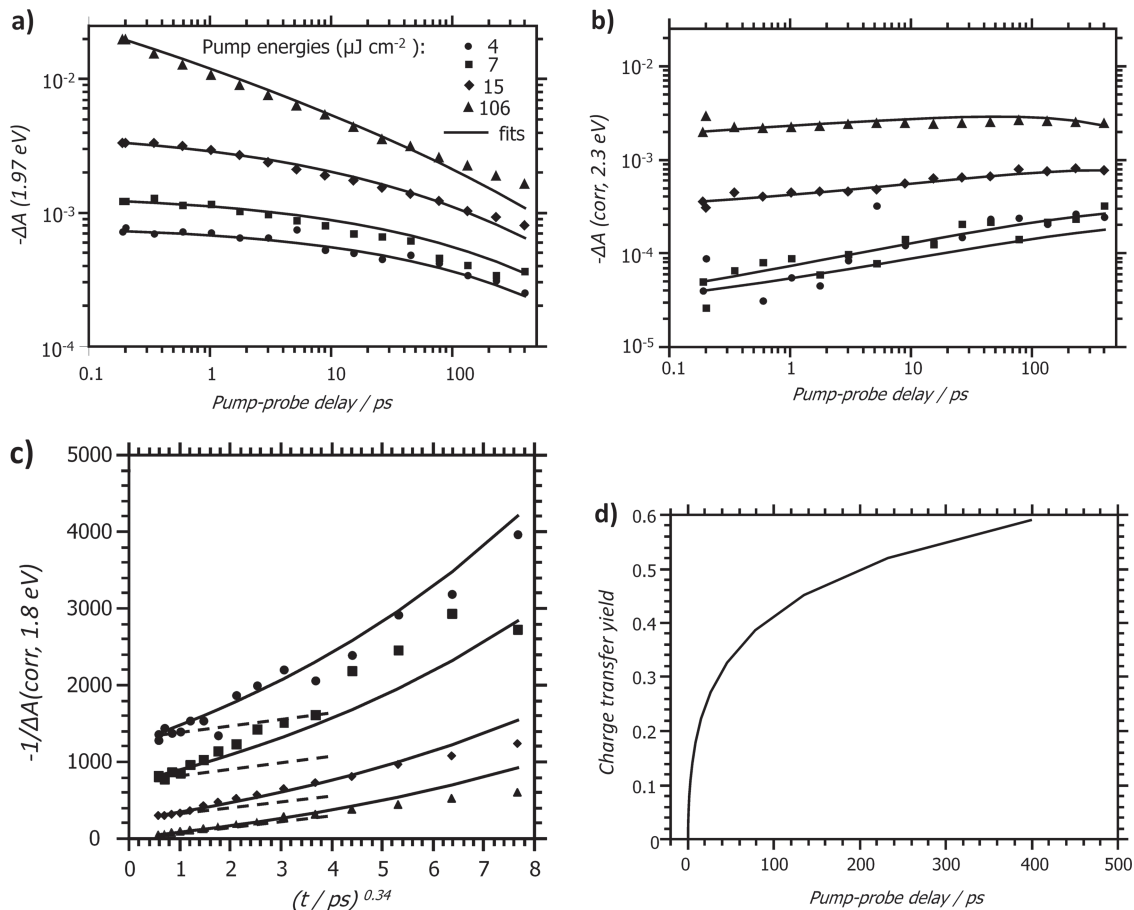 a)
Pump energies (µJ cm-2 ):
4
7
15
106
fits
10-2
10-3
10-4
-ΔA (1.97 eV)
0.1 1 10 100
Pump-probe delay / ps
b)
10-2
10-3
10-4
10-5
-ΔA (corr, 2.3 eV)
0.1 1 10 100
Pump-probe delay / ps
c)
5000
4000
3000
2000
1000
0
-1/ΔA(corr, 1.8 eV)
0 1 2 3 4 5 6 7 8
(t / ps) 0.34
d)
0.6
0.5
0.4
0.3
0.2
0.1
0
Charge transfer yield
0 100 200 300 400 500
Pump-probe delay / ps